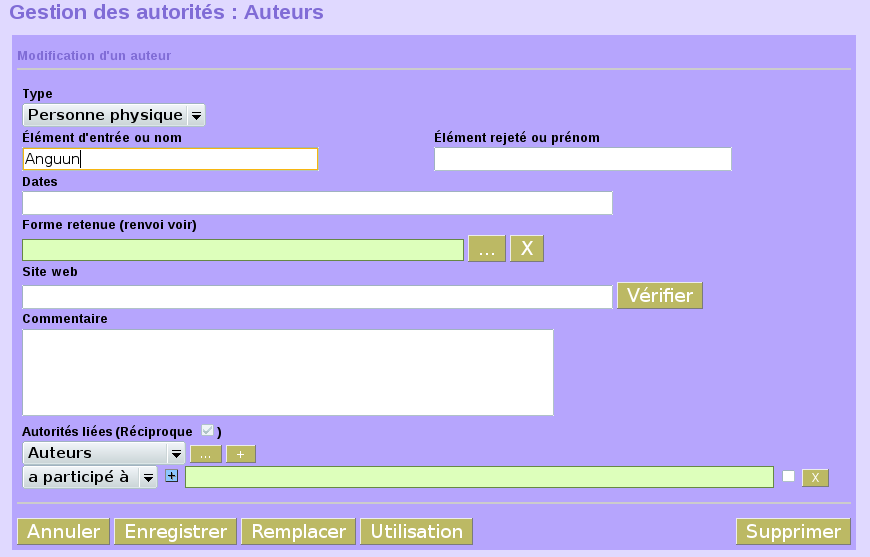 Gestion des autorités : Auteurs
Modification d'un auteur
Type
Personne physique
Élément d'entrée ou nom Élément rejeté ou prénom
Anguun
Dates
Forme retenue (renvoi voir)
... X
Site web
Vérifier
Commentaire
Autorités liées (Réciproque )
Auteurs ... +
a participé à + X
Annuler Enregistrer Remplacer Utilisation Supprimer